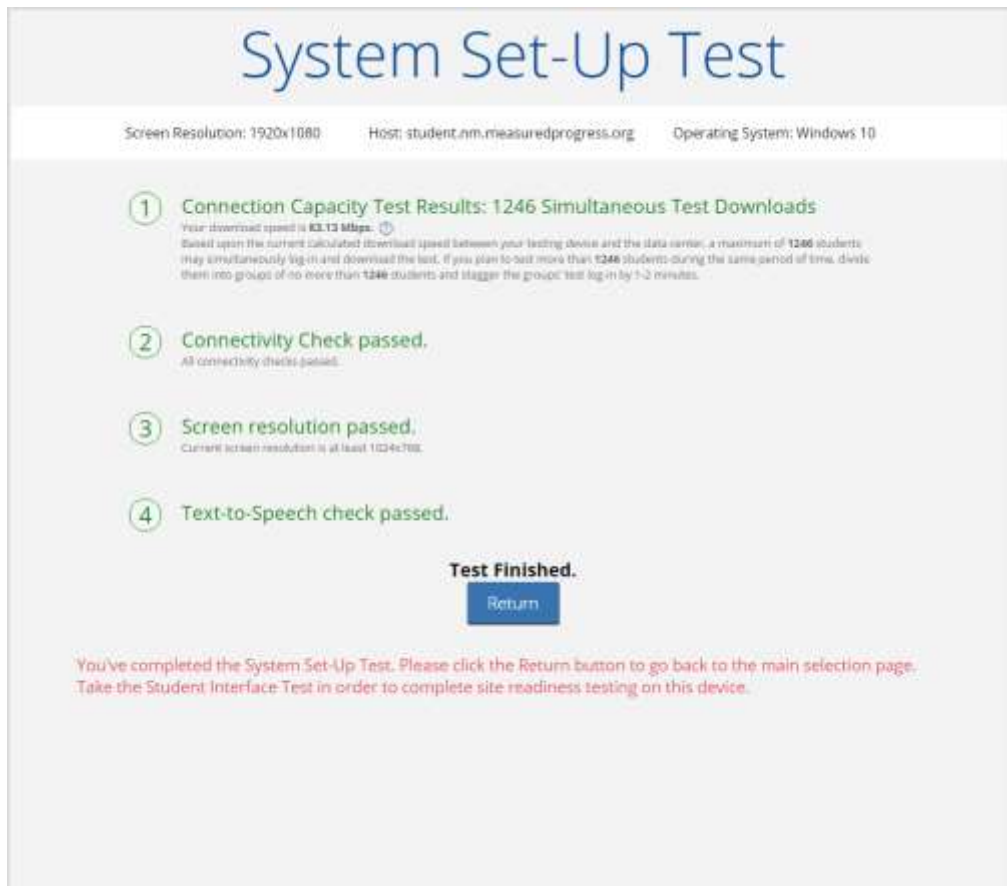 System Set-Up Test
Screen Resolution: 1920x1080 Host: student.nm.measuredprogress.org Operating System: Windows 10
1 Connection Capacity Test Results: 1246 Simultaneous Test Downloads
Your download speed is 83.13 Mbps. ?
Based upon the current calculated download speed between your testing device and the data center, a maximum of 1246 students
may simultaneously log-in and download the test. If you plan to test more than 1246 students during the same period of time, divide
them into groups of no more than 1246 students and stagger the groups' test log-in by 1-2 minutes.
2 Connectivity Check passed.
All connectivity checks passed.
3 Screen resolution passed.
Current screen resolution is at least 1024x768.
4 Text-to-Speech check passed.
Test Finished.
Return
You've completed the System Set-Up Test. Please click the Return button to go back to the main selection page.
Take the Student Interface Test in order to complete site readiness testing on this device.